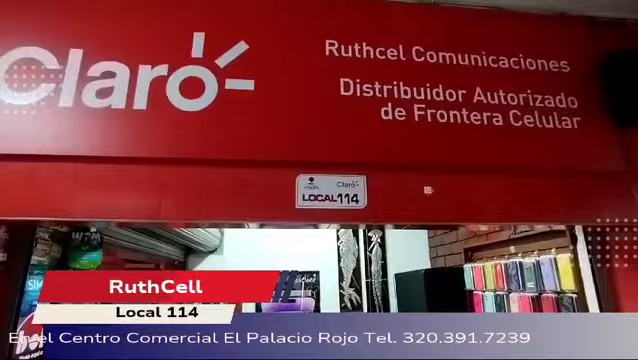 Claro
Ruthcel Comunicaciones
Distribuidor Autorizado
de Frontera Celular
Claro
LOCAL 114
RuthCell
Local 114
En el Centro Comercial El Palacio Rojo Tel. 320.391.7239